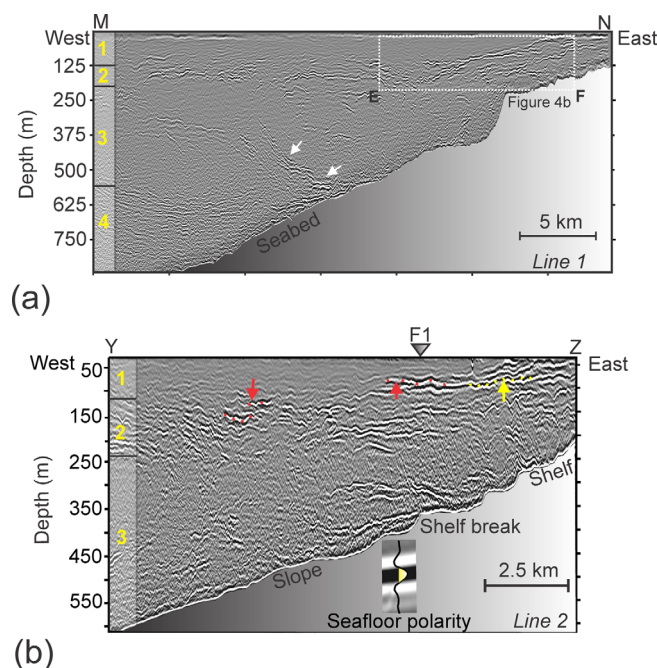 M N
West East
1
125
2
250
E F
Figure 4b
3
375
500
Depth (m)
625
4
750
Seabed
5 km
Line 1
(a)
Y F1 Z
West East
50
1
150
2
250
Shelf
350
Depth (m)
Shelf break
3
450
Slope
2.5 km
550
Seafloor polarity
Line 2
(b)